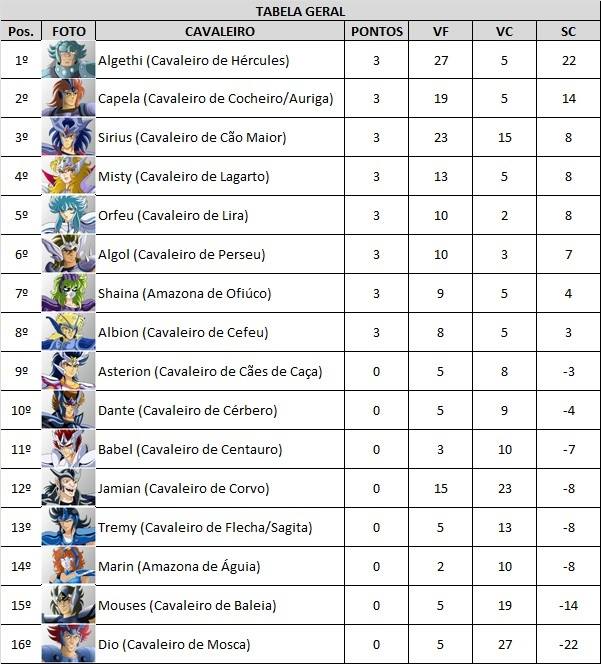 TABELA GERAL
Pos. FOTO CAVALEIRO PONTOS VF VC SC
1º Algethi (Cavaleiro de Hércules) 3 27 5 22
2º Capela (Cavaleiro de Cocheiro/Auriga) 3 19 5 14
3º Sirius (Cavaleiro de Cão Maior) 3 23 15 8
4º Misty (Cavaleiro de Lagarto) 3 13 5 8
5º Orfeu (Cavaleiro de Lira) 3 10 2 8
6º Algol (Cavaleiro de Perseu) 3 10 3 7
7º Shaina (Amazona de Ofiúco) 3 9 5 4
8º Albion (Cavaleiro de Cefeu) 3 8 5 3
9º Asterion (Cavaleiro de Cães de Caça) 0 5 8 -3
10º Dante (Cavaleiro de Cérbero) 0 5 9 -4
11º Babel (Cavaleiro de Centauro) 0 3 10 -7
12º Jamian (Cavaleiro de Corvo) 0 15 23 -8
13º Tremy (Cavaleiro de Flecha/Sagita) 0 5 13 -8
14º Marin (Amazona de Águia) 0 2 10 -8
15º Mouses (Cavaleiro de Baleia) 0 5 19 -14
16º Dio (Cavaleiro de Mosca) 0 5 27 -22